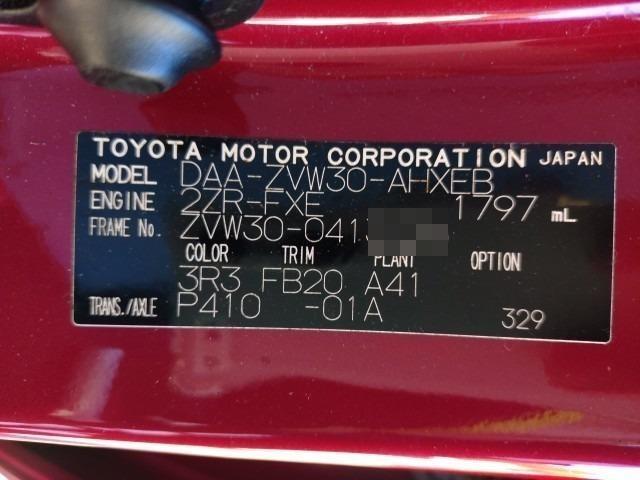 TOYOTA MOTOR CORPORATION JAPAN
MODEL DAA-ZVW30-AHXEB
ENGINE 2ZR-FXE 1797 mL
FRAME No. ZVW30-041
COLOR TRIM PLANT OPTION
3R3 FB20 A41
TRANS./AXLE P410 -01A 329